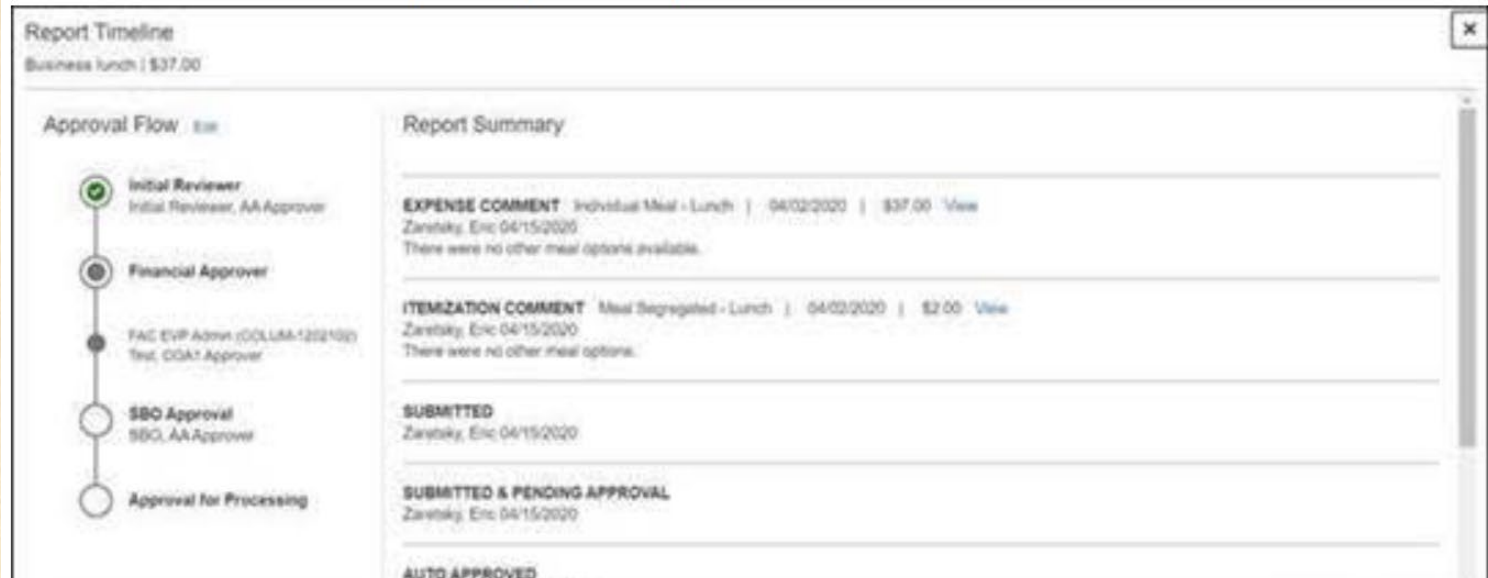 Report Timeline
Business lunch | $37.00
Approval Flow Edit
Initial Reviewer
Initial Reviewer, AA Approver
Financial Approver
FAC EVP Admin (COLUM-1202102)
Test, COA1 Approver
SBO Approval
SBO, AA Approver
Approval for Processing
Report Summary
EXPENSE COMMENT Individual Meal - Lunch | 04/02/2020 | $37.00 View
Zaretsky, Eric 04/15/2020
There were no other meal options available.
ITEMIZATION COMMENT Meal Segregated - Lunch | 04/02/2020 | $2.00 View
Zaretsky, Eric 04/15/2020
There were no other meal options.
SUBMITTED
Zaretsky, Eric 04/15/2020
SUBMITTED & PENDING APPROVAL
Zaretsky, Eric 04/15/2020
AUTO APPROVED